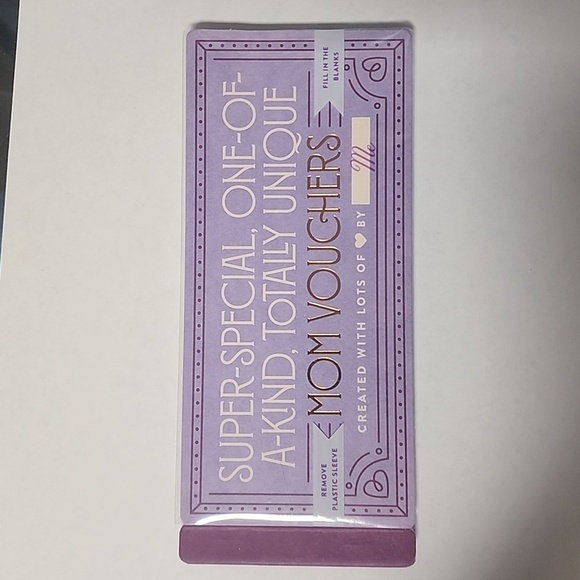 SUPER-SPECIAL, ONE-OF-
A-KIND, TOTALLY UNIQUE
MOM VOUCHERS
CREATED WITH LOTS OF ♥ BY Me
REMOVE
PLASTIC SLEEVE
FILL IN THE
BLANKS